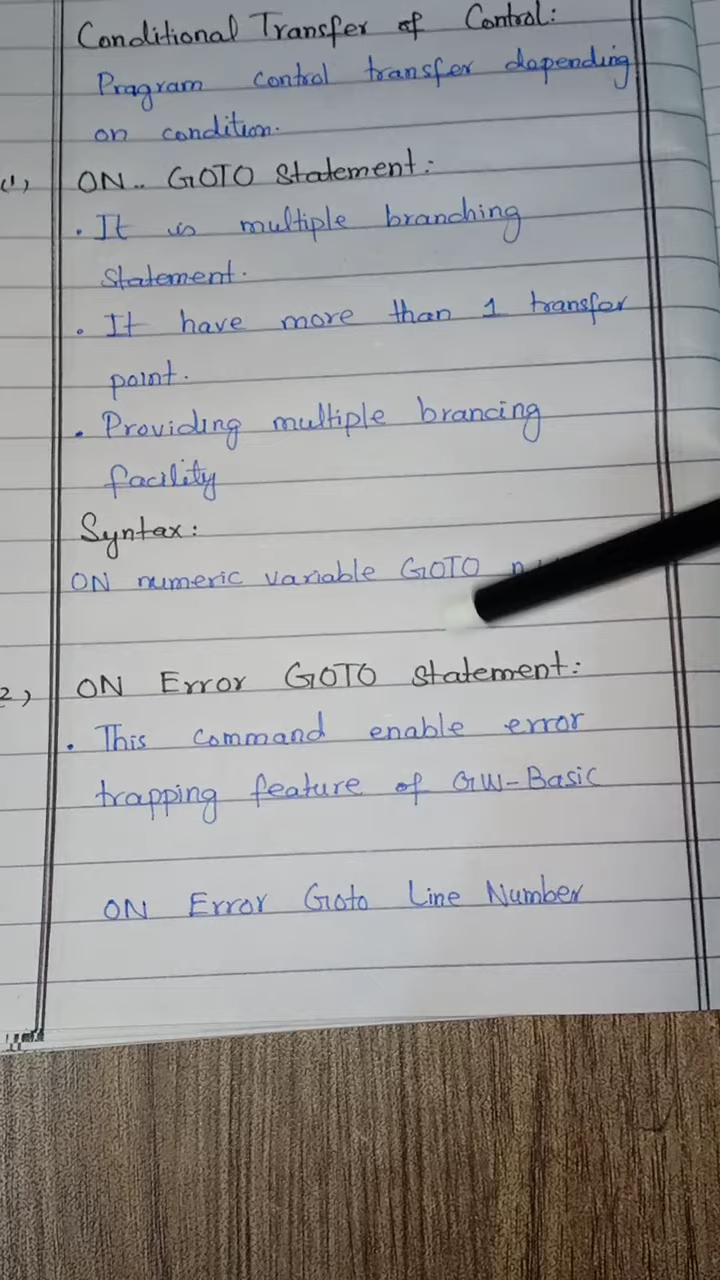 Conditional Transfer of Control:
Program control transfer depending
on condition.
(1) ON.. GOTO Statement:
. It is multiple branching
Statement.
. It have more than 1 transfer
point.
. Providing multiple brancing
facility
Syntax:
ON numeric variable GOTO
2) ON Error GOTO statement:
. This command enable error
trapping feature of GW-Basic
ON Error Goto Line Number